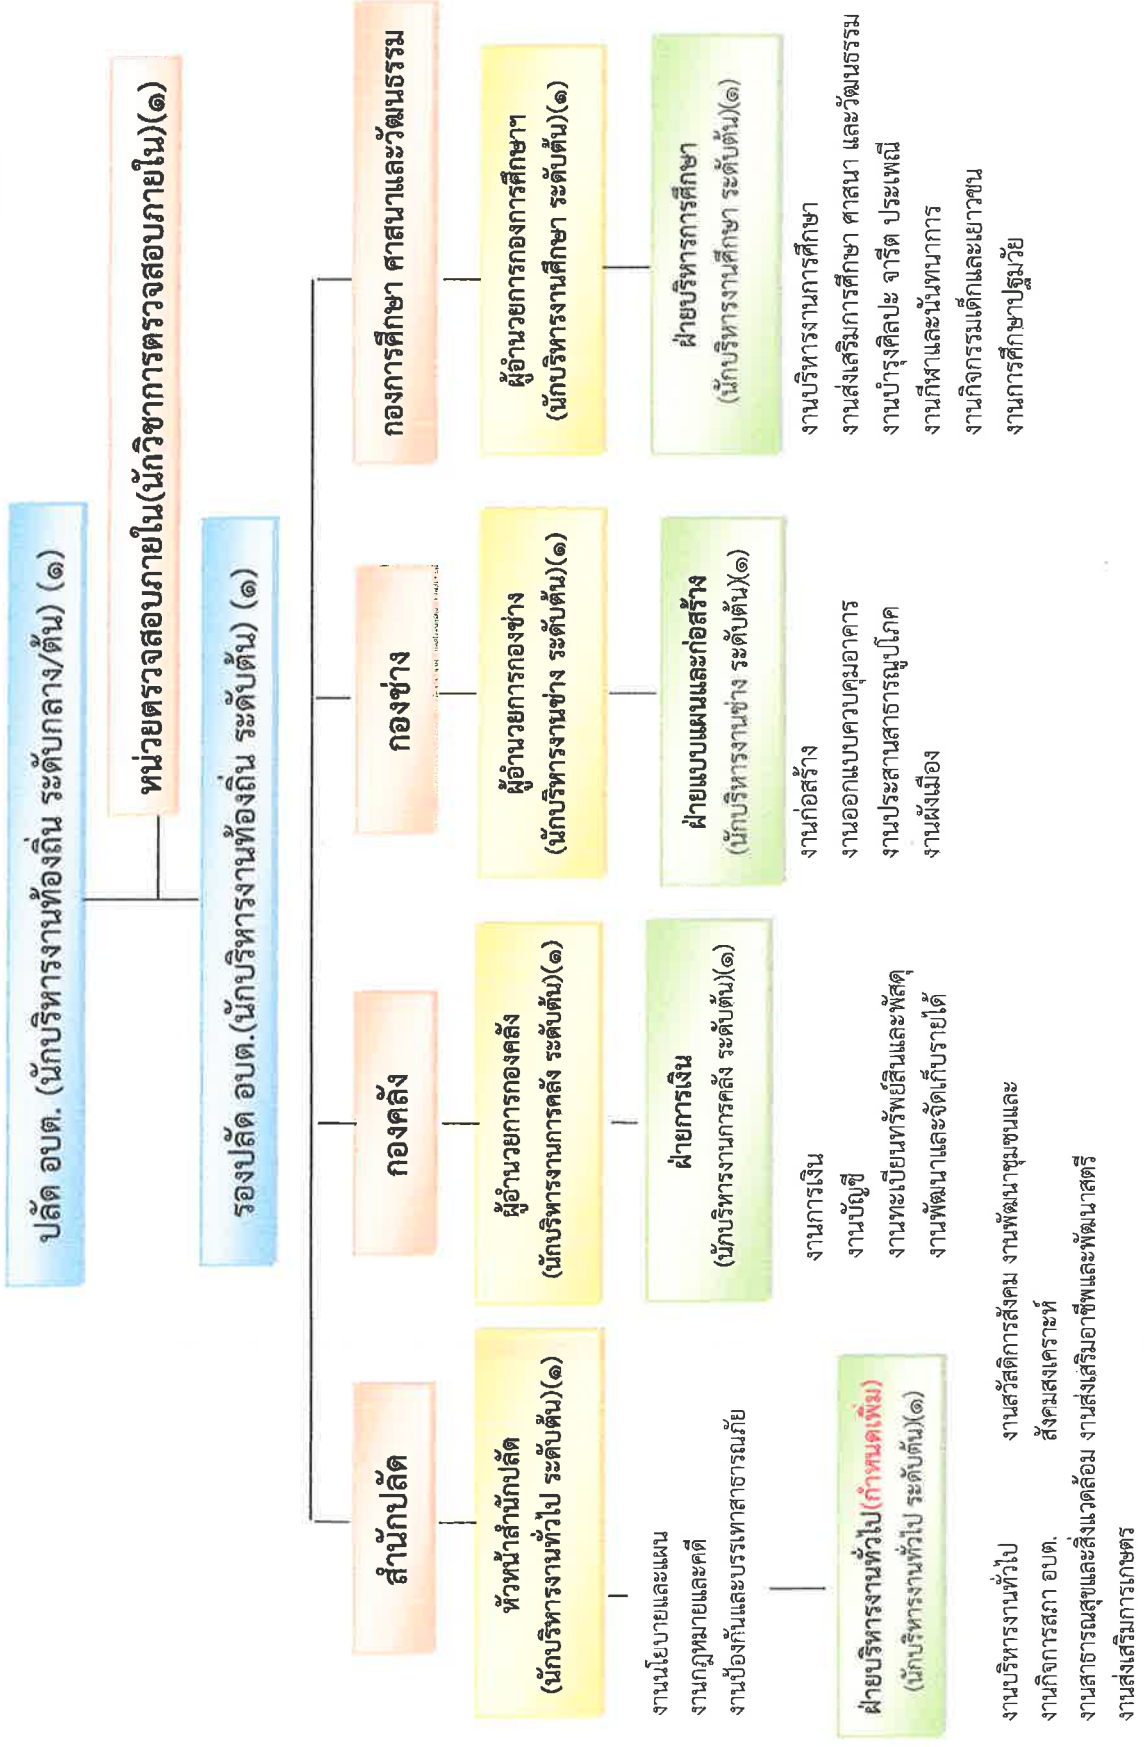 ปลัด อบต. (นักบริหารงานท้องถิ่น ระดับกลาง/ต้น) (๑)
หน่วยตรวจสอบภายใน(นักวิชาการตรวจสอบภายใน)(๑)
รองปลัด อบต.(นักบริหารงานท้องถิ่น ระดับต้น) (๑)
สำนักปลัด
หัวหน้าสำนักปลัด
(นักบริหารงานทั่วไป ระดับต้น)(๑)
งานนโยบายและแผน
งานกฎหมายและคดี
งานป้องกันและบรรเทาสาธารณภัย
ฝ่ายบริหารงานทั่วไป(กำหนดเพิ่ม)
(นักบริหารงานทั่วไป ระดับต้น)(๑)
งานบริหารงานทั่วไป
งานกิจการสภา อบต.
งานสาธารณสุขและสิ่งแวดล้อม
งานส่งเสริมการเกษตร
งานสวัสดิการสังคม งานพัฒนาชุมชนและ
สังคมสงเคราะห์
งานส่งเสริมอาชีพและพัฒนาสตรี
กองคลัง
ผู้อำนวยการกองคลัง
(นักบริหารงานการคลัง ระดับต้น)(๑)
ฝ่ายการเงิน
(นักบริหารงานการคลัง ระดับต้น)(๑)
งานการเงิน
งานบัญชี
งานทะเบียนทรัพย์สินและพัสดุ
งานพัฒนาและจัดเก็บรายได้
กองช่าง
ผู้อำนวยการกองช่าง
(นักบริหารงานช่าง ระดับต้น)(๑)
ฝ่ายแบบแผนและก่อสร้าง
(นักบริหารงานช่าง ระดับต้น)(๑)
งานก่อสร้าง
งานออกแบบควบคุมอาคาร
งานประสานสาธารณูปโภค
งานผังเมือง
กองการศึกษา ศาสนาและวัฒนธรรม
ผู้อำนวยการกองการศึกษาฯ
(นักบริหารงานศึกษา ระดับต้น)(๑)
ฝ่ายบริหารการศึกษา
(นักบริหารงานศึกษา ระดับต้น)(๑)
งานบริหารงานการศึกษา
งานส่งเสริมการศึกษา ศาสนา และวัฒนธรรม
งานบำรุงศิลปะ จารีต ประเพณี
งานกีฬาและนันทนาการ
งานกิจกรรมเด็กและเยาวชน
งานการศึกษาปฐมวัย